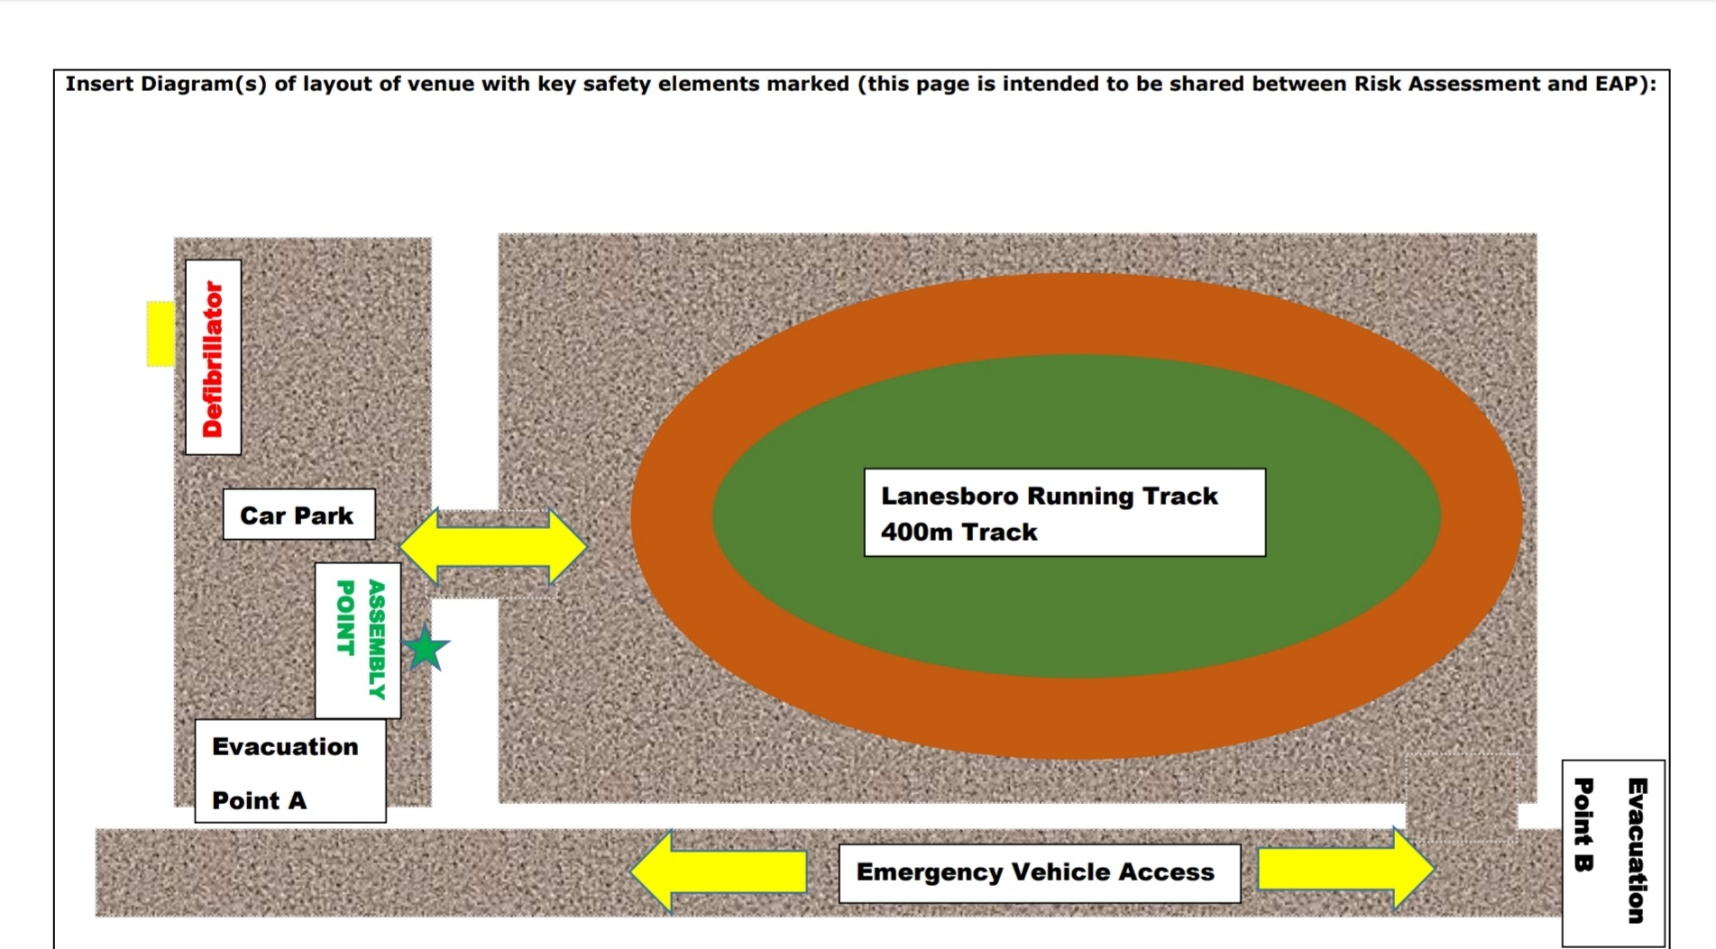 Insert Diagram(s) of layout of venue with key safety elements marked (this page is intended to be shared between Risk Assessment and EAP):
Defibrillator
Car Park
Lanesboro Running Track
400m Track
ASSEMBLY
POINT
Evacuation
Point A
Emergency Vehicle Access
Evacuation
Point B